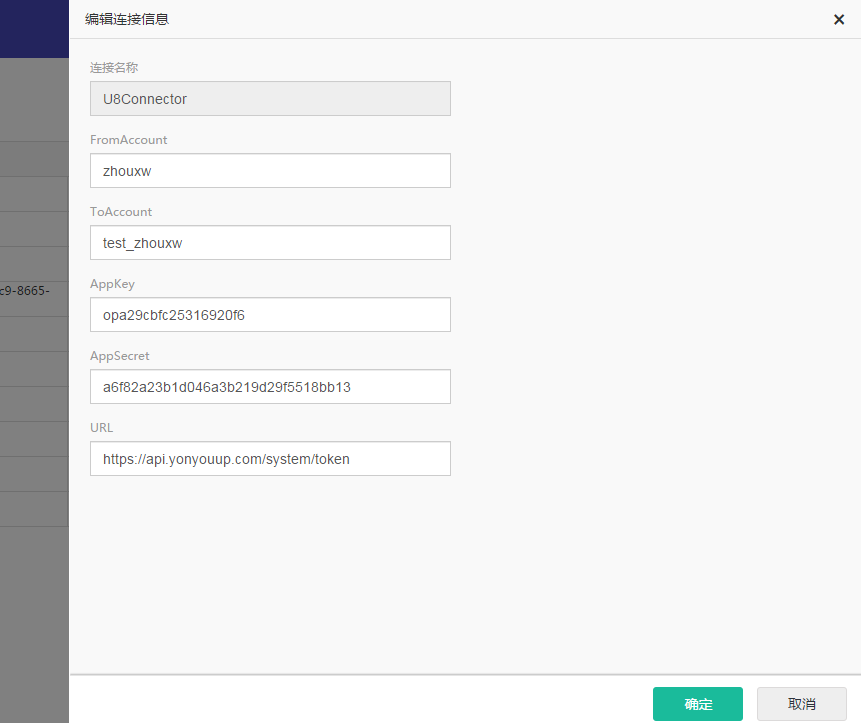 编辑连接信息
连接名称
U8Connector
FromAccount
zhouxw
ToAccount
test_zhouxw
AppKey
opa29cbfc25316920f6
c9-8665-
AppSecret
a6f82a23b1d046a3b219d29f5518bb13
URL
https://api.yonyouup.com/system/token
确定
取消